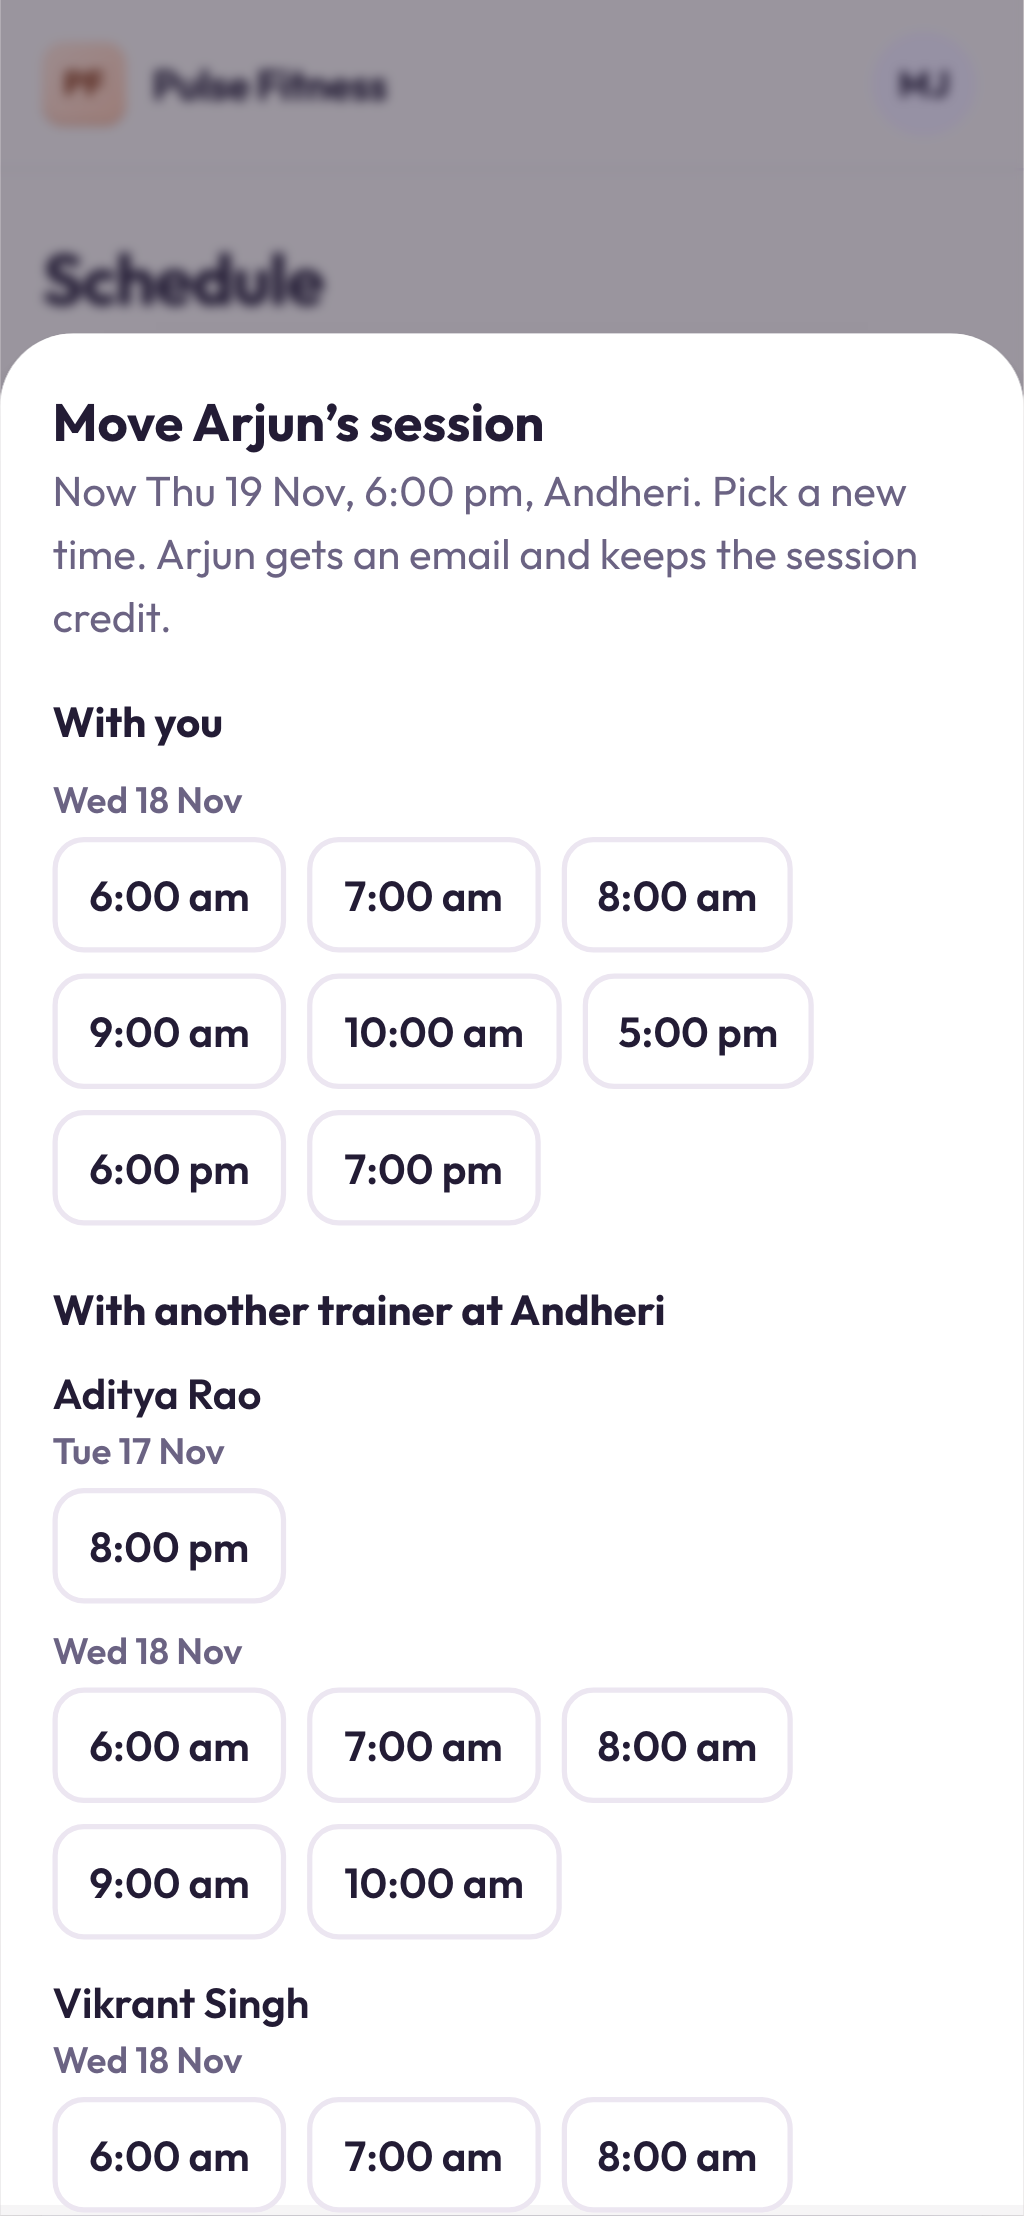 PF
Pulse Fitness
MJ
Schedule
Move Arjun’s session
Now Thu 19 Nov, 6:00 pm, Andheri. Pick a new
time. Arjun gets an email and keeps the session
credit.
With you
Wed 18 Nov
6:00 am 7:00 am 8:00 am
9:00 am 10:00 am 5:00 pm
6:00 pm 7:00 pm
With another trainer at Andheri
Aditya Rao
Tue 17 Nov
8:00 pm
Wed 18 Nov
6:00 am 7:00 am 8:00 am
9:00 am 10:00 am
Vikrant Singh
Wed 18 Nov
6:00 am 7:00 am 8:00 am